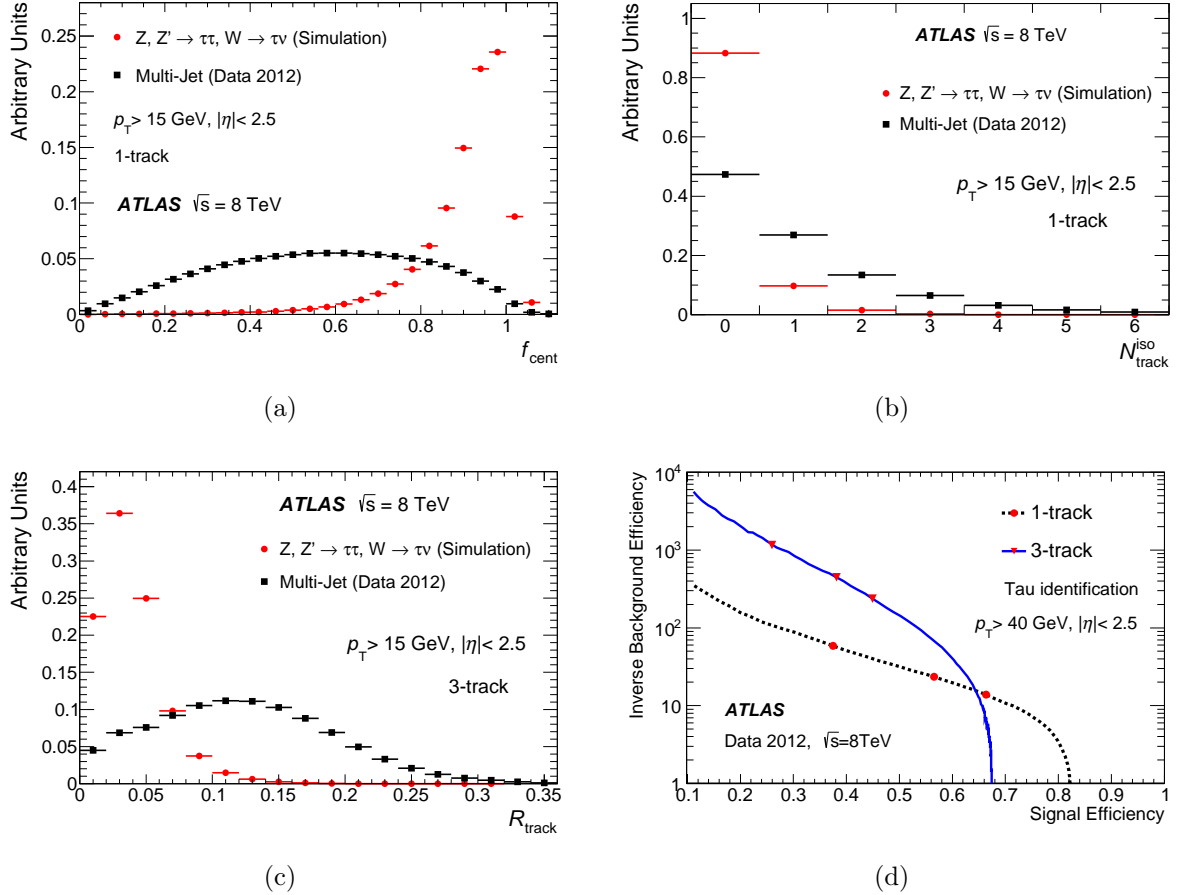 Arbitrary Units
0.25
0.2
0.15
0.1
0.05
0
Z, Z' → ττ, W → τν (Simulation)
Multi-Jet (Data 2012)
p_T> 15 GeV, |η|< 2.5
1-track
ATLAS √s = 8 TeV
0 0.2 0.4 0.6 0.8 1
f_cent
(a)
Arbitrary Units
1
0.8
0.6
0.4
0.2
0
ATLAS √s = 8 TeV
Z, Z' → ττ, W → τν (Simulation)
Multi-Jet (Data 2012)
p_T> 15 GeV, |η|< 2.5
1-track
0 1 2 3 4 5 6
N_track^iso
(b)
Arbitrary Units
0.4
0.35
0.3
0.25
0.2
0.15
0.1
0.05
0
ATLAS √s = 8 TeV
Z, Z' → ττ, W → τν (Simulation)
Multi-Jet (Data 2012)
p_T> 15 GeV, |η|< 2.5
3-track
0 0.05 0.1 0.15 0.2 0.25 0.3 0.35
R_track
(c)
Inverse Background Efficiency
10^4
10^3
10^2
10
1
1-track
3-track
Tau identification
p_T> 40 GeV, |η|< 2.5
ATLAS
Data 2012, √s=8TeV
0.1 0.2 0.3 0.4 0.5 0.6 0.7 0.8 0.9 1
Signal Efficiency
(d)